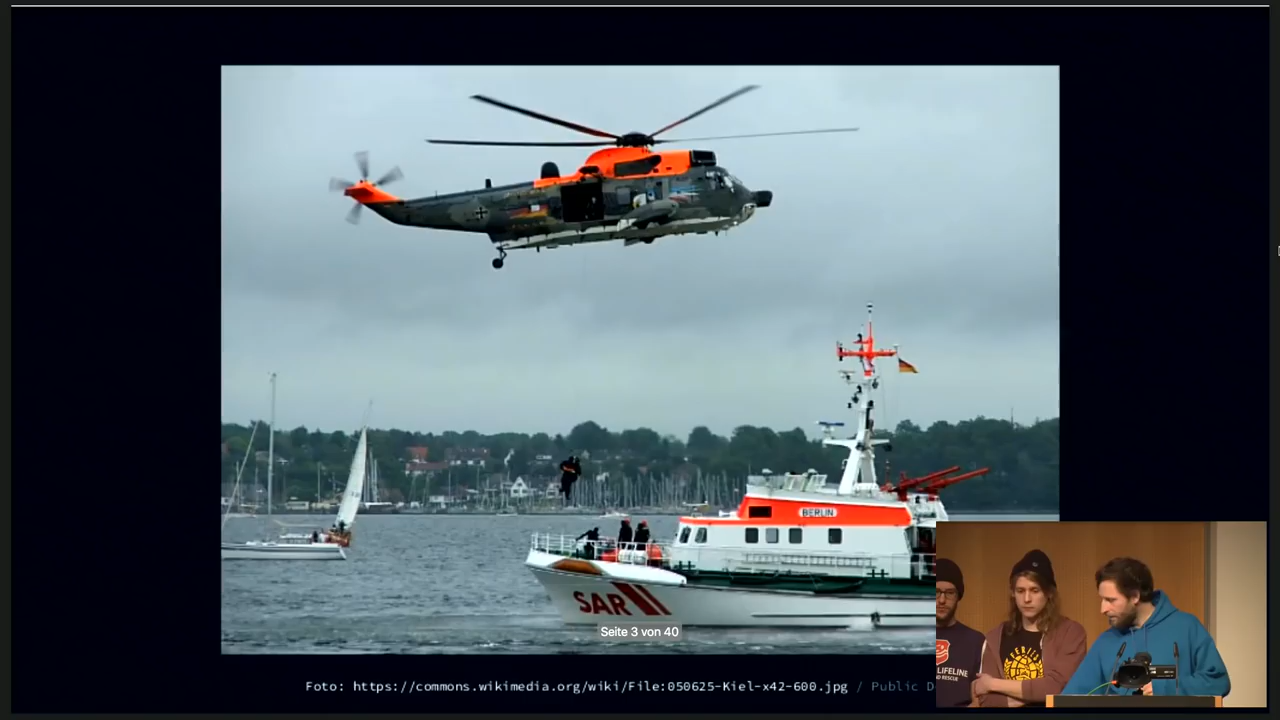 BERLIN
SAR
Seite 3 von 40
Foto: https://commons.wikimedia.org/wiki/File:050625-Kiel-x42-600.jpg / Public
LIFELINE